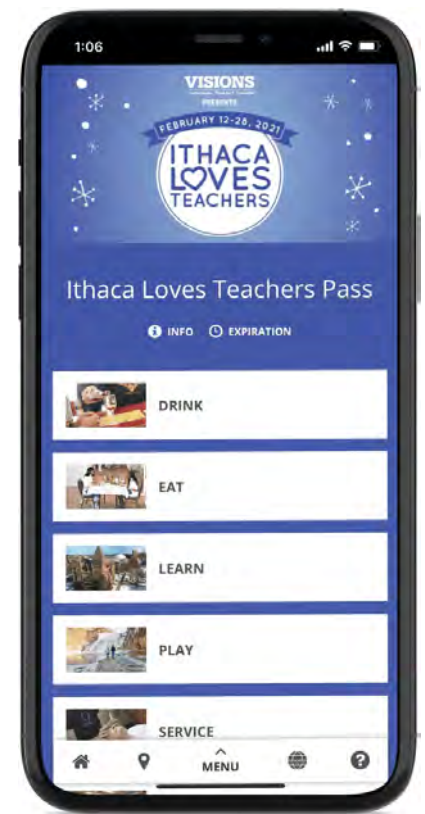 1:06
VISIONS
PRESENTS
FEBRUARY 12-28, 2021
ITHACA
LOVES
TEACHERS
Ithaca Loves Teachers Pass
INFO EXPIRATION
DRINK
EAT
LEARN
PLAY
SERVICE
MENU